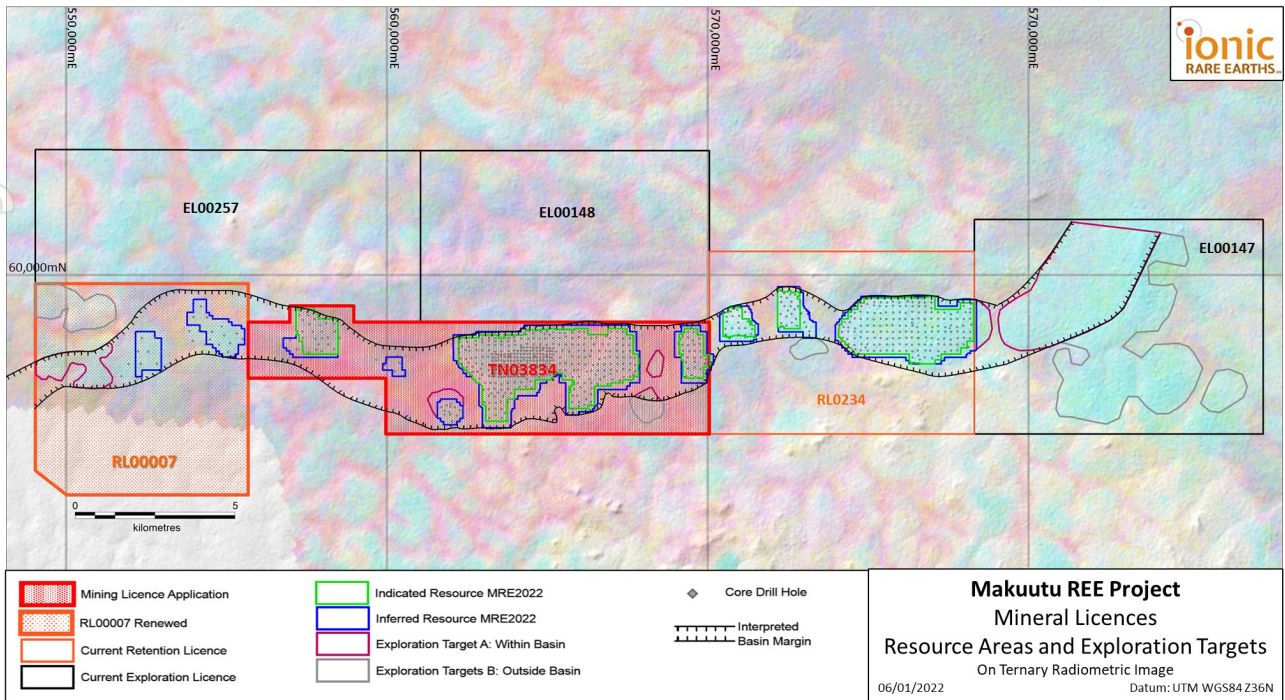 550,000mE
560,000mE
570,000mE
570,000mE
ionic
RARE EARTHS
EL00257
EL00148
EL00147
60,000mN
TN03834
RL0234
RL00007
0
5
kilometres
Mining Licence Application
RL00007 Renewed
Current Retention Licence
Current Exploration Licence
Indicated Resource MRE2022
Inferred Resource MRE2022
Exploration Target A: Within Basin
Exploration Targets B: Outside Basin
Core Drill Hole
Interpreted
Basin Margin
Makuutu REE Project
Mineral Licences
Resource Areas and Exploration Targets
On Ternary Radiometric Image
06/01/2022
Datum: UTM WGS84 Z36N